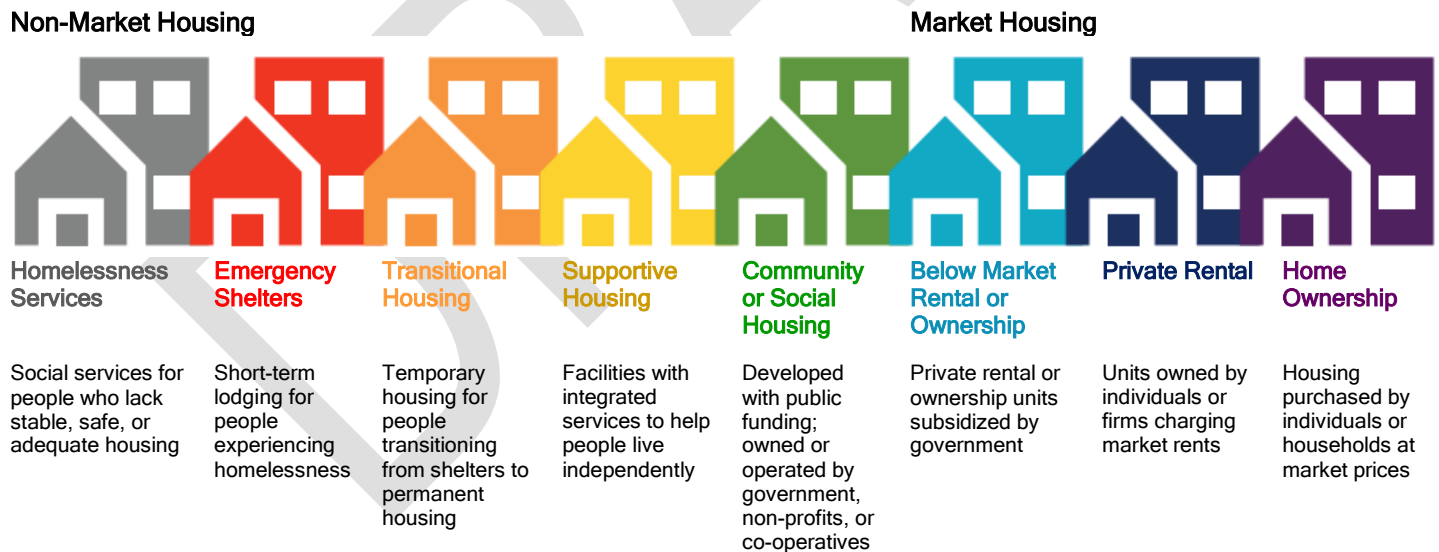 Non-Market Housing
Market Housing
Homelessness
Services
Emergency
Shelters
Transitional
Housing
Supportive
Housing
Community
or Social
Housing
Below Market
Rental or
Ownership
Private Rental
Home
Ownership
Social services for
people who lack
stable, safe, or
adequate housing
Short-term
lodging for
people
experiencing
homelessness
Temporary
housing for
people
transitioning
from shelters to
permanent
housing
Facilities with
integrated
services to help
people live
independently
Developed
with public
funding;
owned or
operated by
government,
non-profits, or
co-operatives
Private rental or
ownership units
subsidized by
government
Units owned by
individuals or
firms charging
market rents
Housing
purchased by
individuals or
households at
market prices